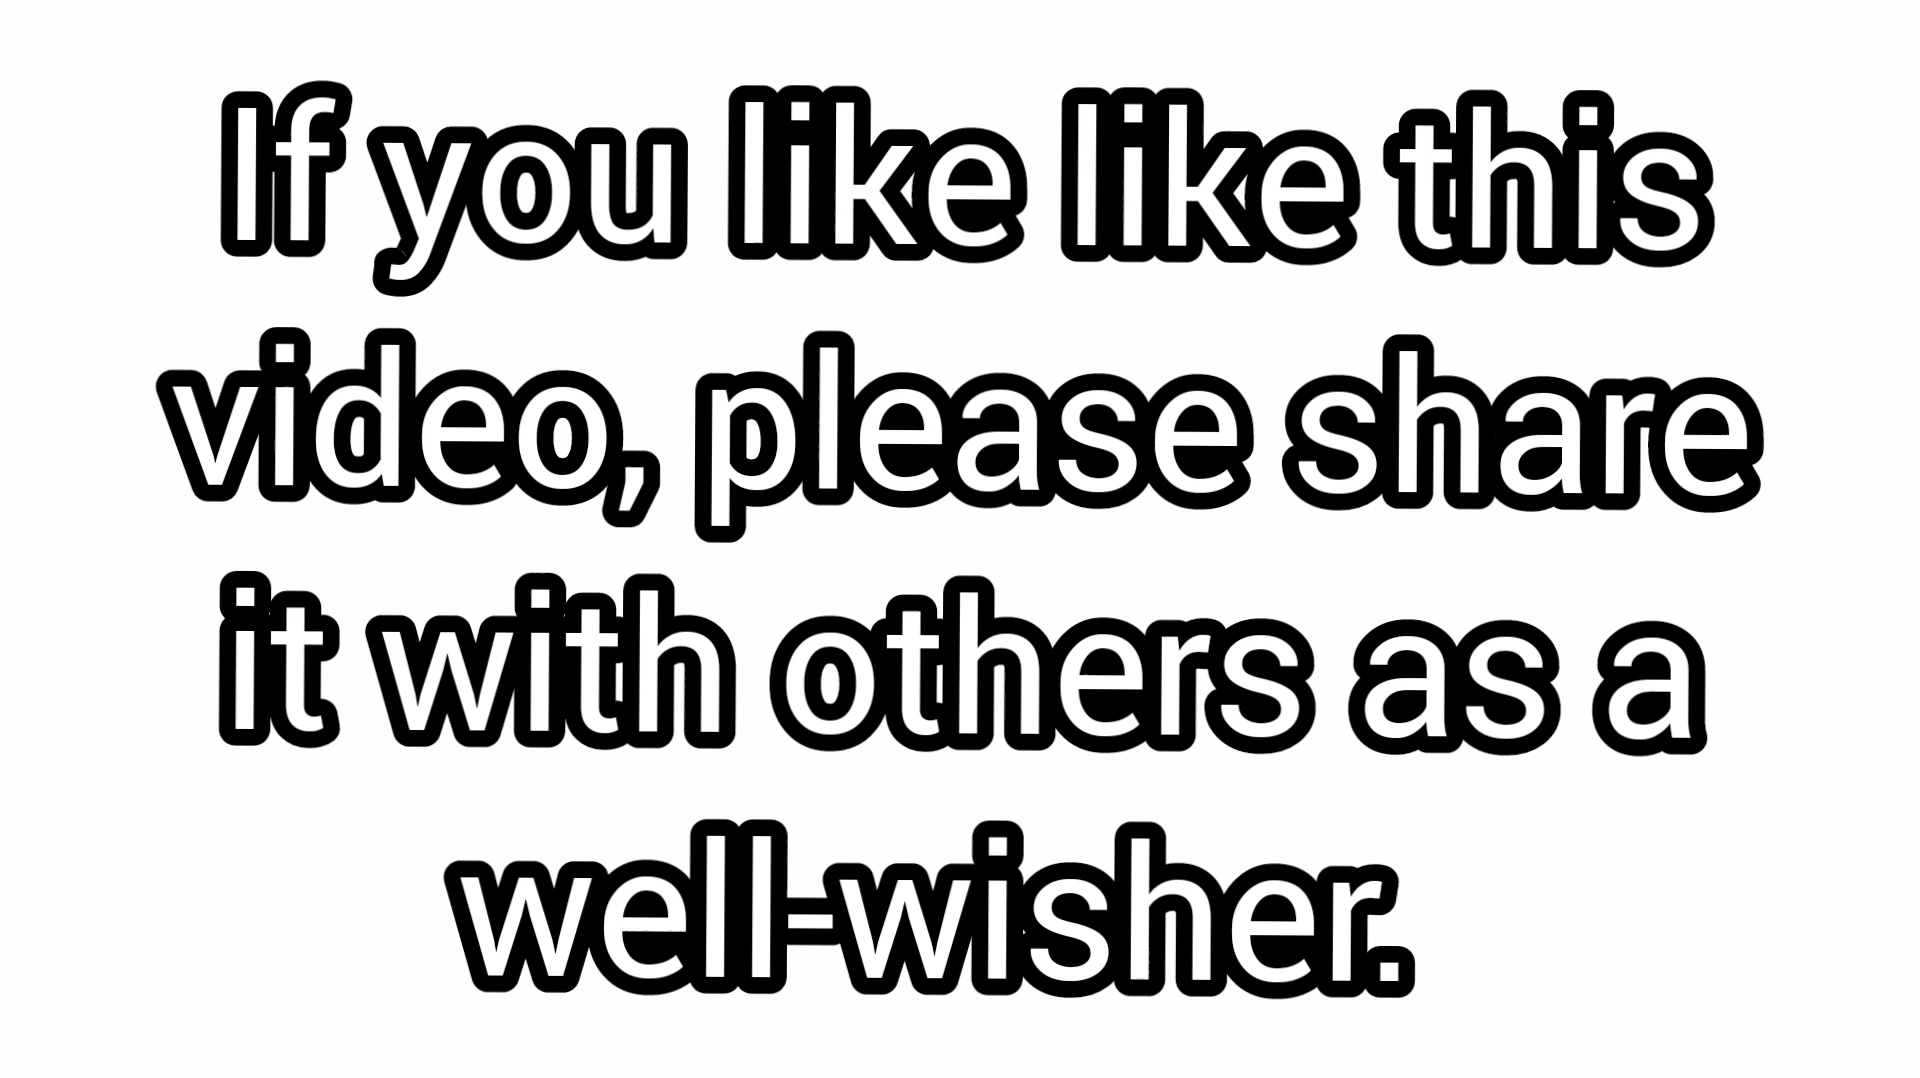 If you like like this
video, please share
it with others as a
well-wisher.